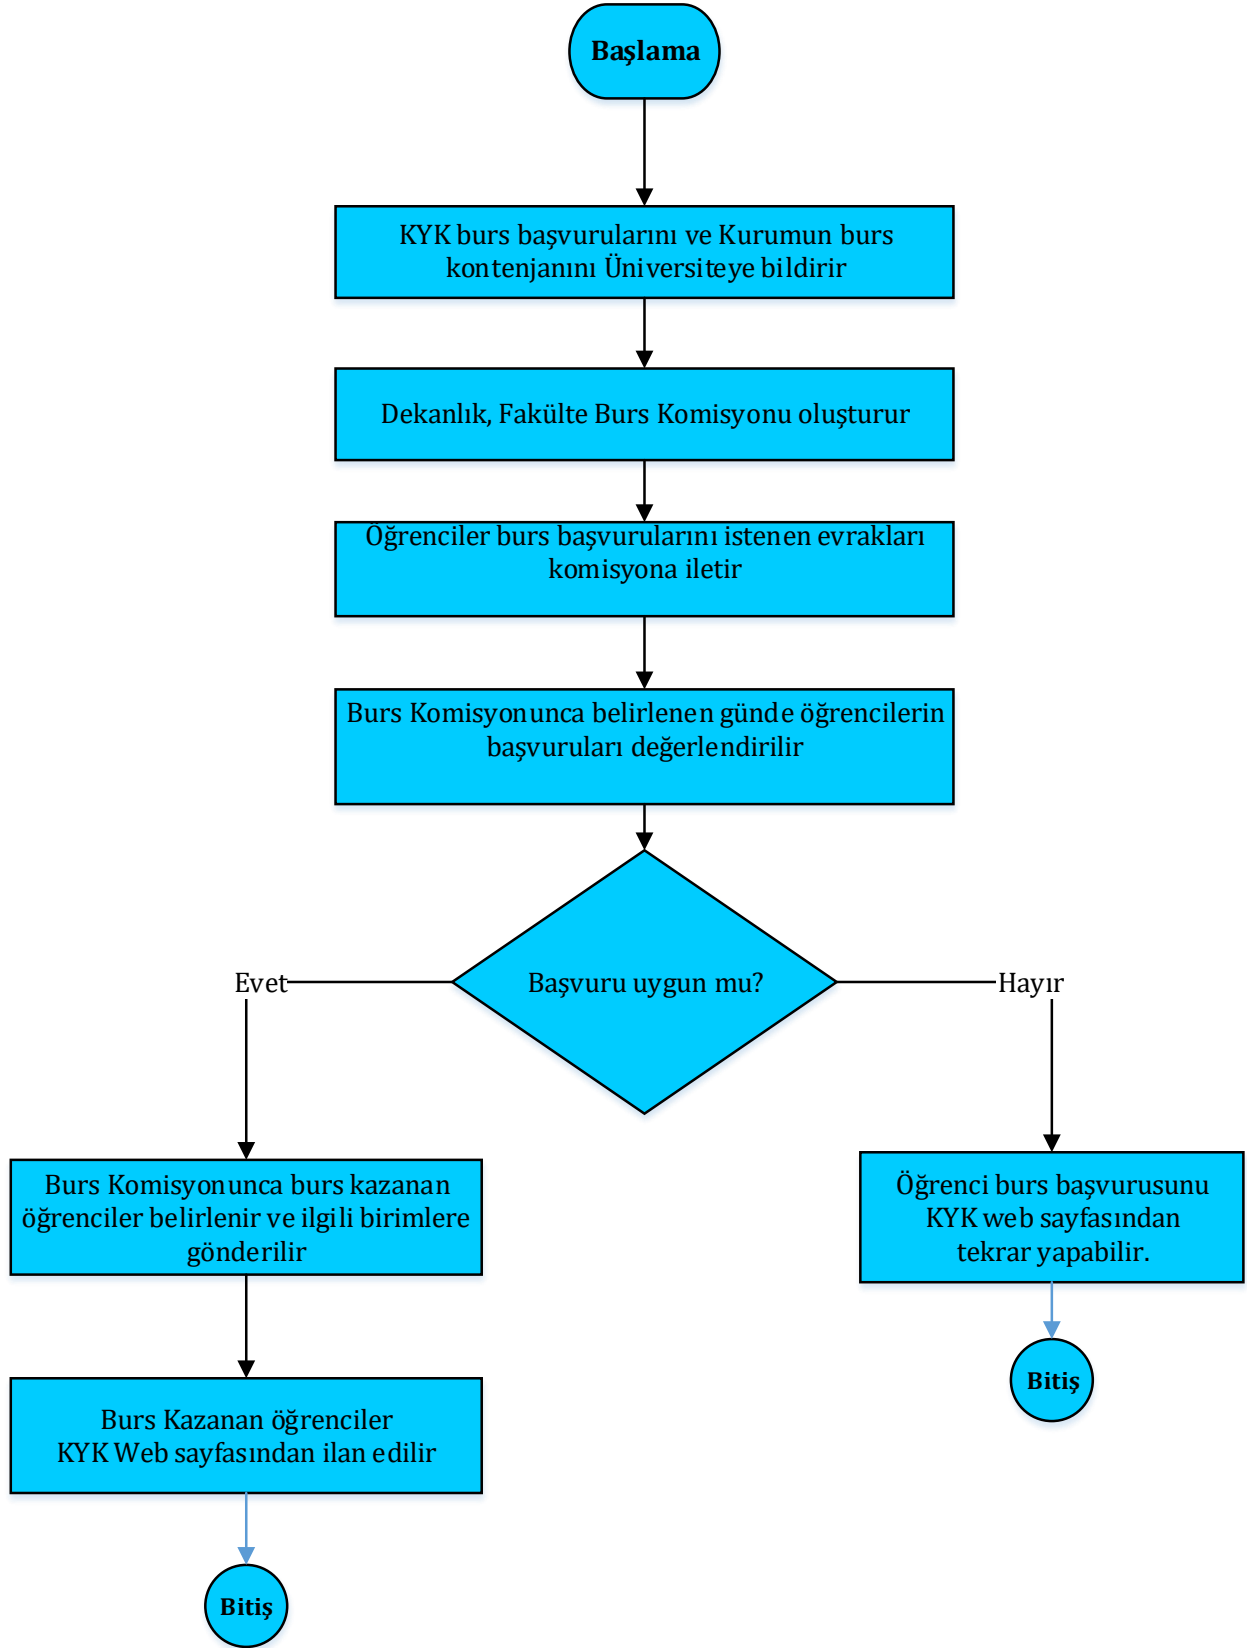 Başlama
KYK burs başvurularını ve Kurumun burs
kontenjanını Üniversiteye bildirir
Dekanlık, Fakülte Burs Komisyonu oluşturur
Öğrenciler burs başvurularını istenen evrakları
komisyona iletir
Burs Komisyonunca belirlenen günde öğrencilerin
başvuruları değerlendirilir
Başvuru uygun mu?
Evet
Hayır
Burs Komisyonunca burs kazanan
öğrenciler belirlenir ve ilgili birimlere
gönderilir
Öğrenci burs başvurusunu
KYK web sayfasından
tekrar yapabilir.
Burs Kazanan öğrenciler
KYK Web sayfasından ilan edilir
Bitiş
Bitiş